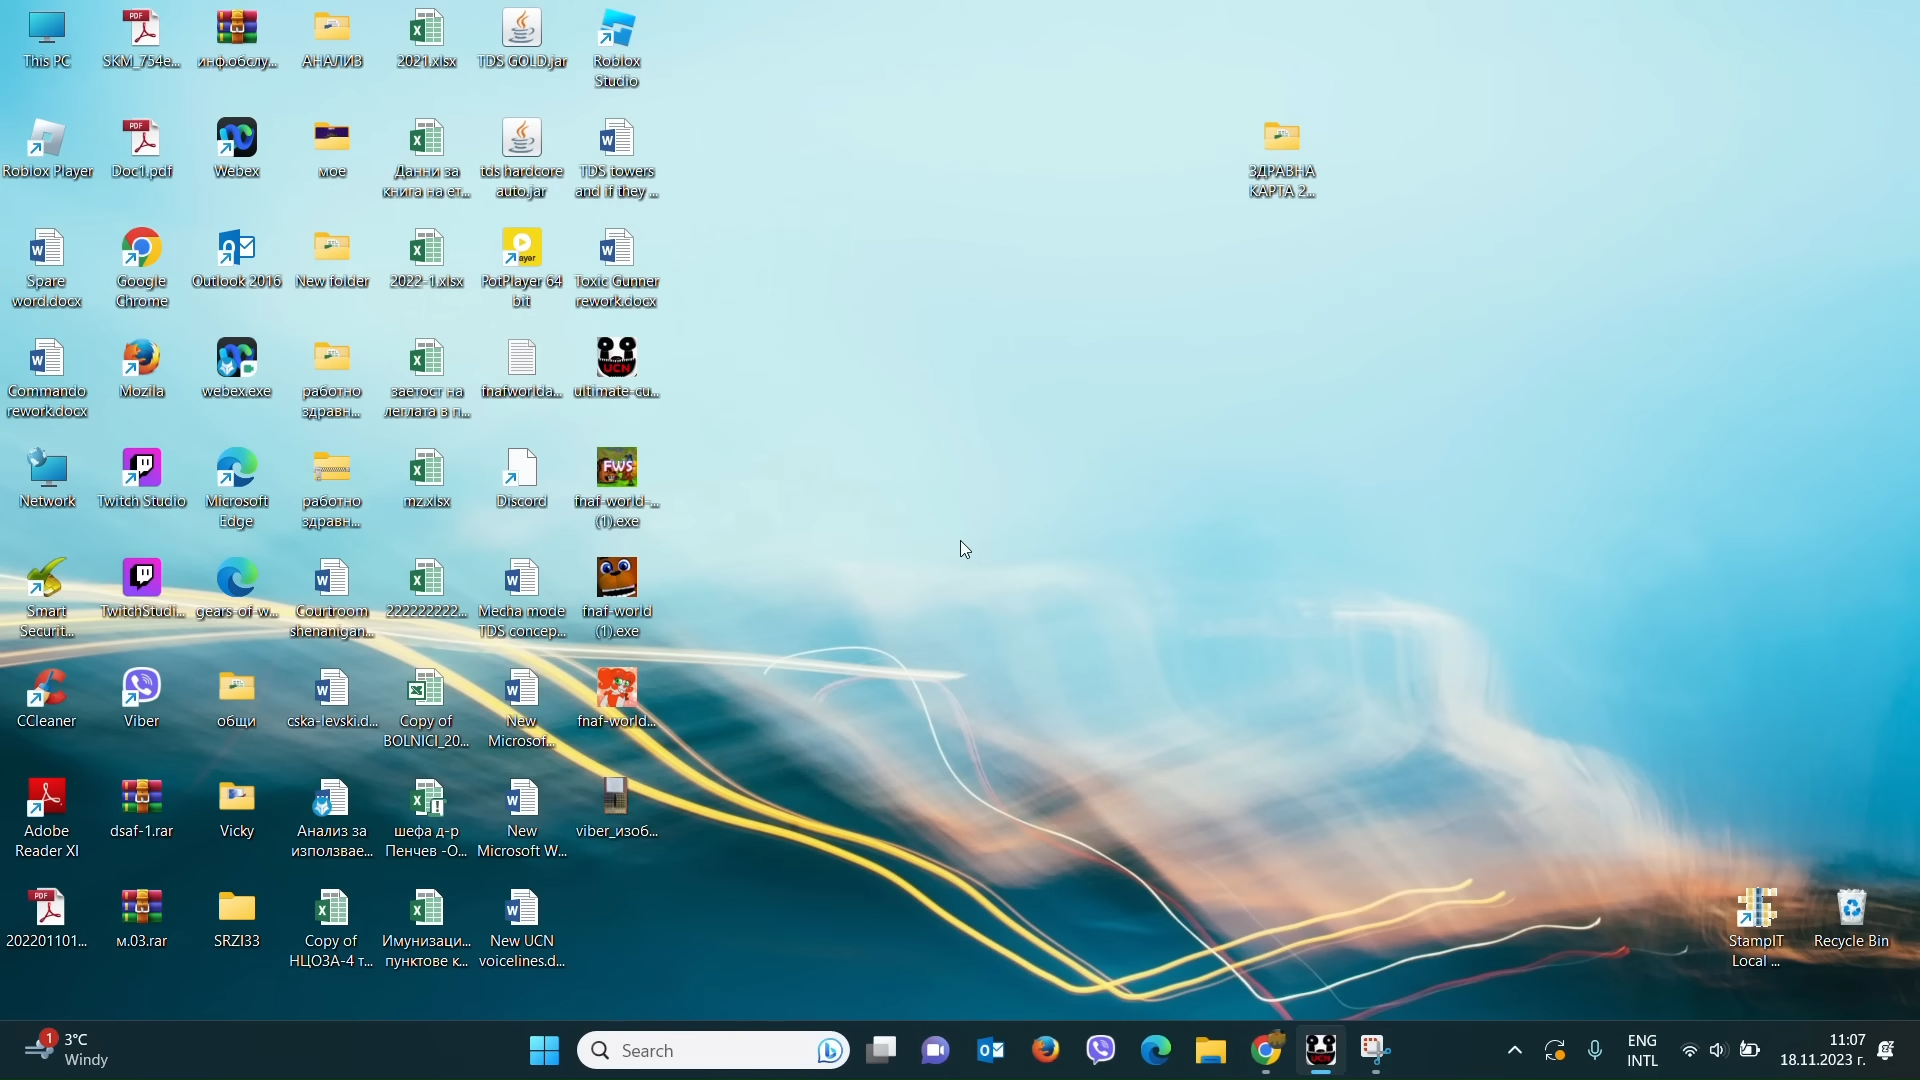 This PC
SKM_754e...
инф.обслу...
АНАЛИЗ
2021.xlsx
TDS GOLD.jar
Roblox
Studio
Roblox Player
Doc1.pdf
Webex
мое
Данни за
книга на ет...
tds hardcore
auto.jar
TDS towers
and if they ...
ЗДРАВНА
КАРТА 2...
Spare
word.docx
Google
Chrome
Outlook 2016
New folder
2022-1.xlsx
PotPlayer 64
bit
Toxic Gunner
rework.docx
Commando
rework.docx
Mozila
webex.exe
работно
здравн...
заетост на
леглата в п...
fnafworlda...
ultimate-cu...
UCN
Network
Twitch Studio
Microsoft
Edge
работно
здравн...
mz.xlsx
Discord
FWS
fnaf-world-...
(1).exe
Smart
Securit...
TwitchStudi...
gears-of-w...
Courtroom
shenanigan...
222222222...
Mecha mode
TDS concep...
fnaf-world
(1).exe
CCleaner
Viber
общи
cska-levski.d...
Copy of
BOLNICI_20...
New
Microsof...
fnaf-world...
Adobe
Reader XI
dsaf-1.rar
Vicky
Анализ за
използвае...
шефа д-р
Пенчев -О...
New
Microsoft W...
viber_изоб...
202201101...
м.03.rar
SRZI33
Copy of
НЦОЗА-4 т...
Имунизаци...
пунктове к...
New UCN
voicelines.d...
StampIT
Local ...
Recycle Bin
1
3°C
Windy
Search
ENG
INTL
11:07
18.11.2023 г.